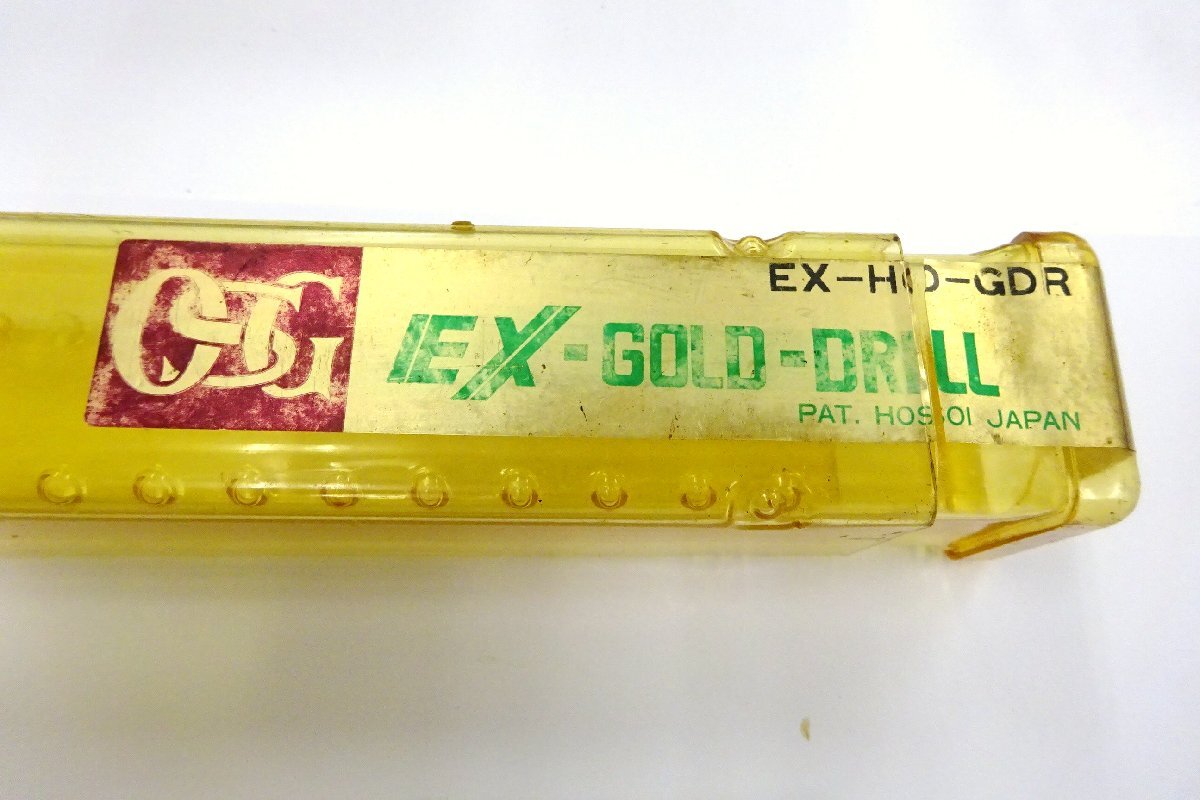 OSG
EX-HO-GDR
EX-GOLD-DRILL
PAT. HOSOI JAPAN